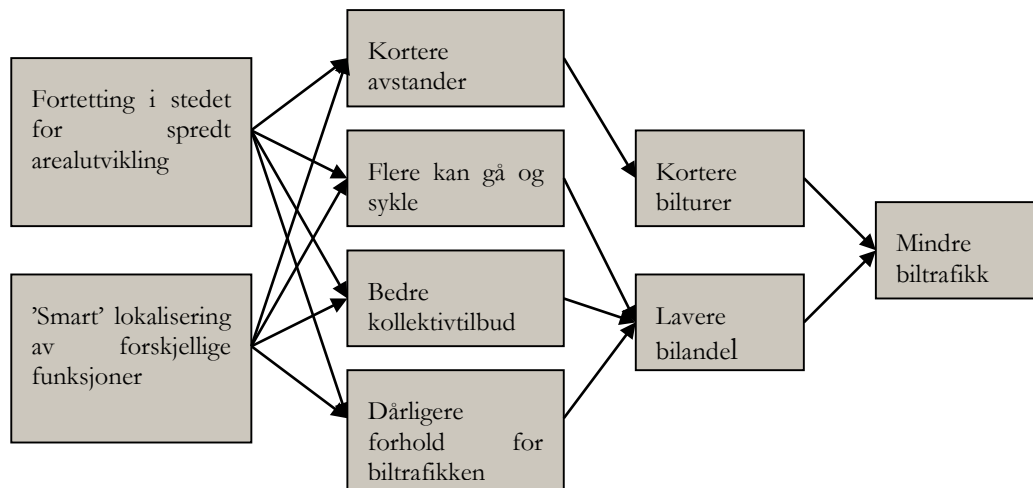 Fortetting i stedet
for spredt
arealutvikling
’Smart’ lokalisering
av forskjellige
funksjoner
Kortere
avstander
Flere kan gå og
sykle
Bedre
kollektivtilbud
Dårligere
forhold for
biltrafikken
Kortere
bilturer
Lavere
bilandel
Mindre
biltrafikk